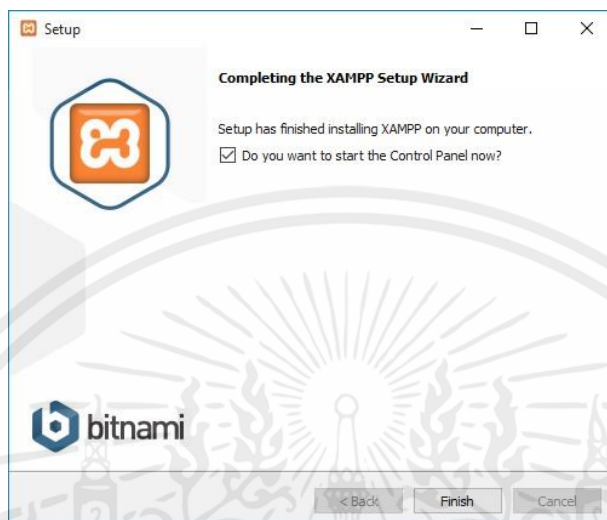 Setup
Completing the XAMPP Setup Wizard
Setup has finished installing XAMPP on your computer.
Do you want to start the Control Panel now?
bitnami
< Back
Finish
Cancel